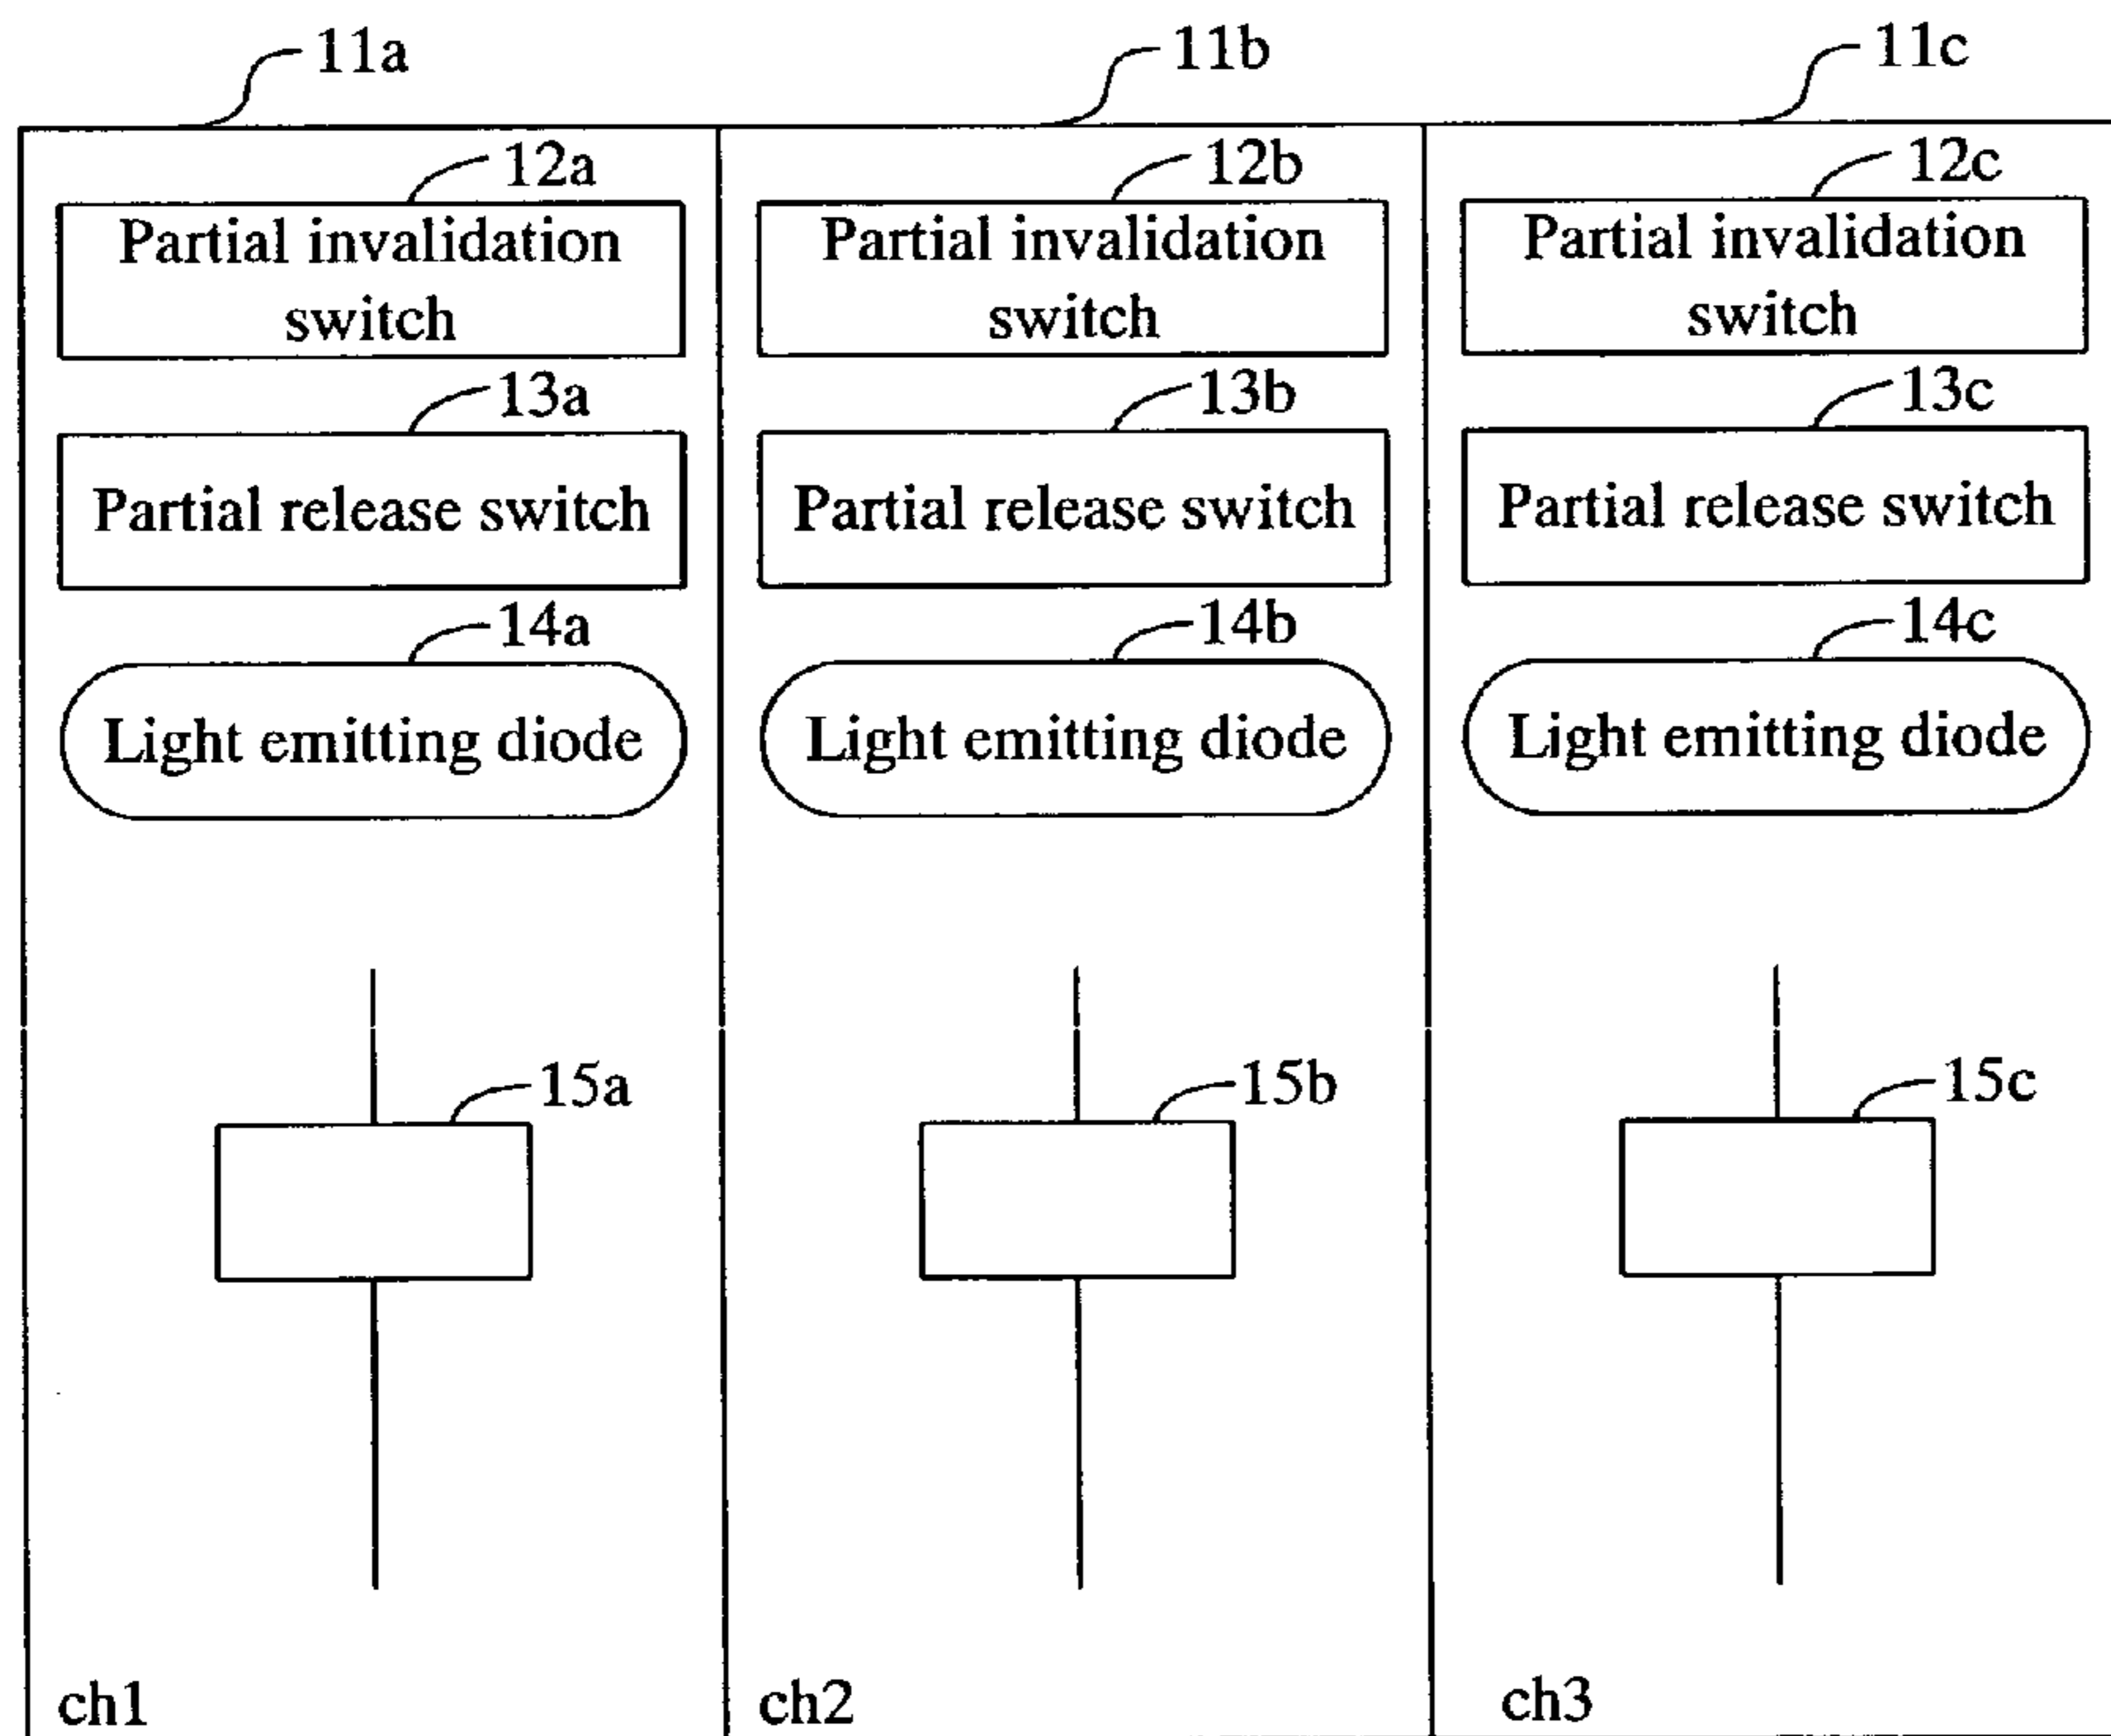 11a
11b
11c
12a
12b
12c
Partial invalidation
switch
Partial invalidation
switch
Partial invalidation
switch
13a
13b
13c
Partial release switch
Partial release switch
Partial release switch
14a
14b
14c
Light emitting diode
Light emitting diode
Light emitting diode
15a
15b
15c
ch1
ch2
ch3